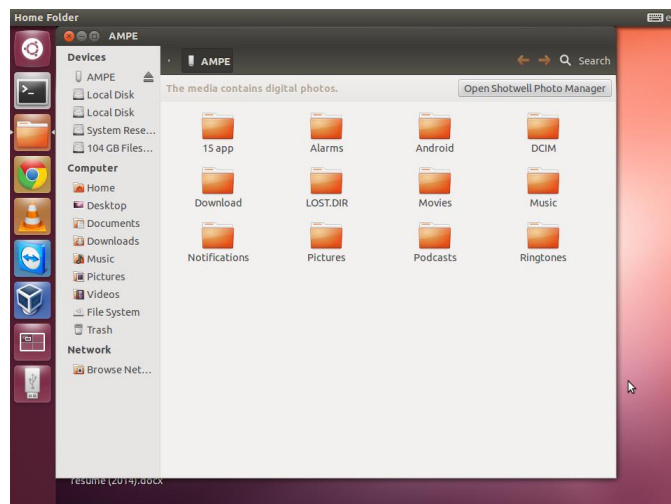 Home Folder
AMPE
Devices
AMPE
Local Disk
Local Disk
System Rese...
104 GB Files...
Computer
Home
Desktop
Documents
Downloads
Music
Pictures
Videos
File System
Trash
Network
Browse Net...
AMPE
Search
The media contains digital photos.
Open Shotwell Photo Manager
15 app
Alarms
Android
DCIM
Download
LOST.DIR
Movies
Music
Notifications
Pictures
Podcasts
Ringtones
resume (2014).docx